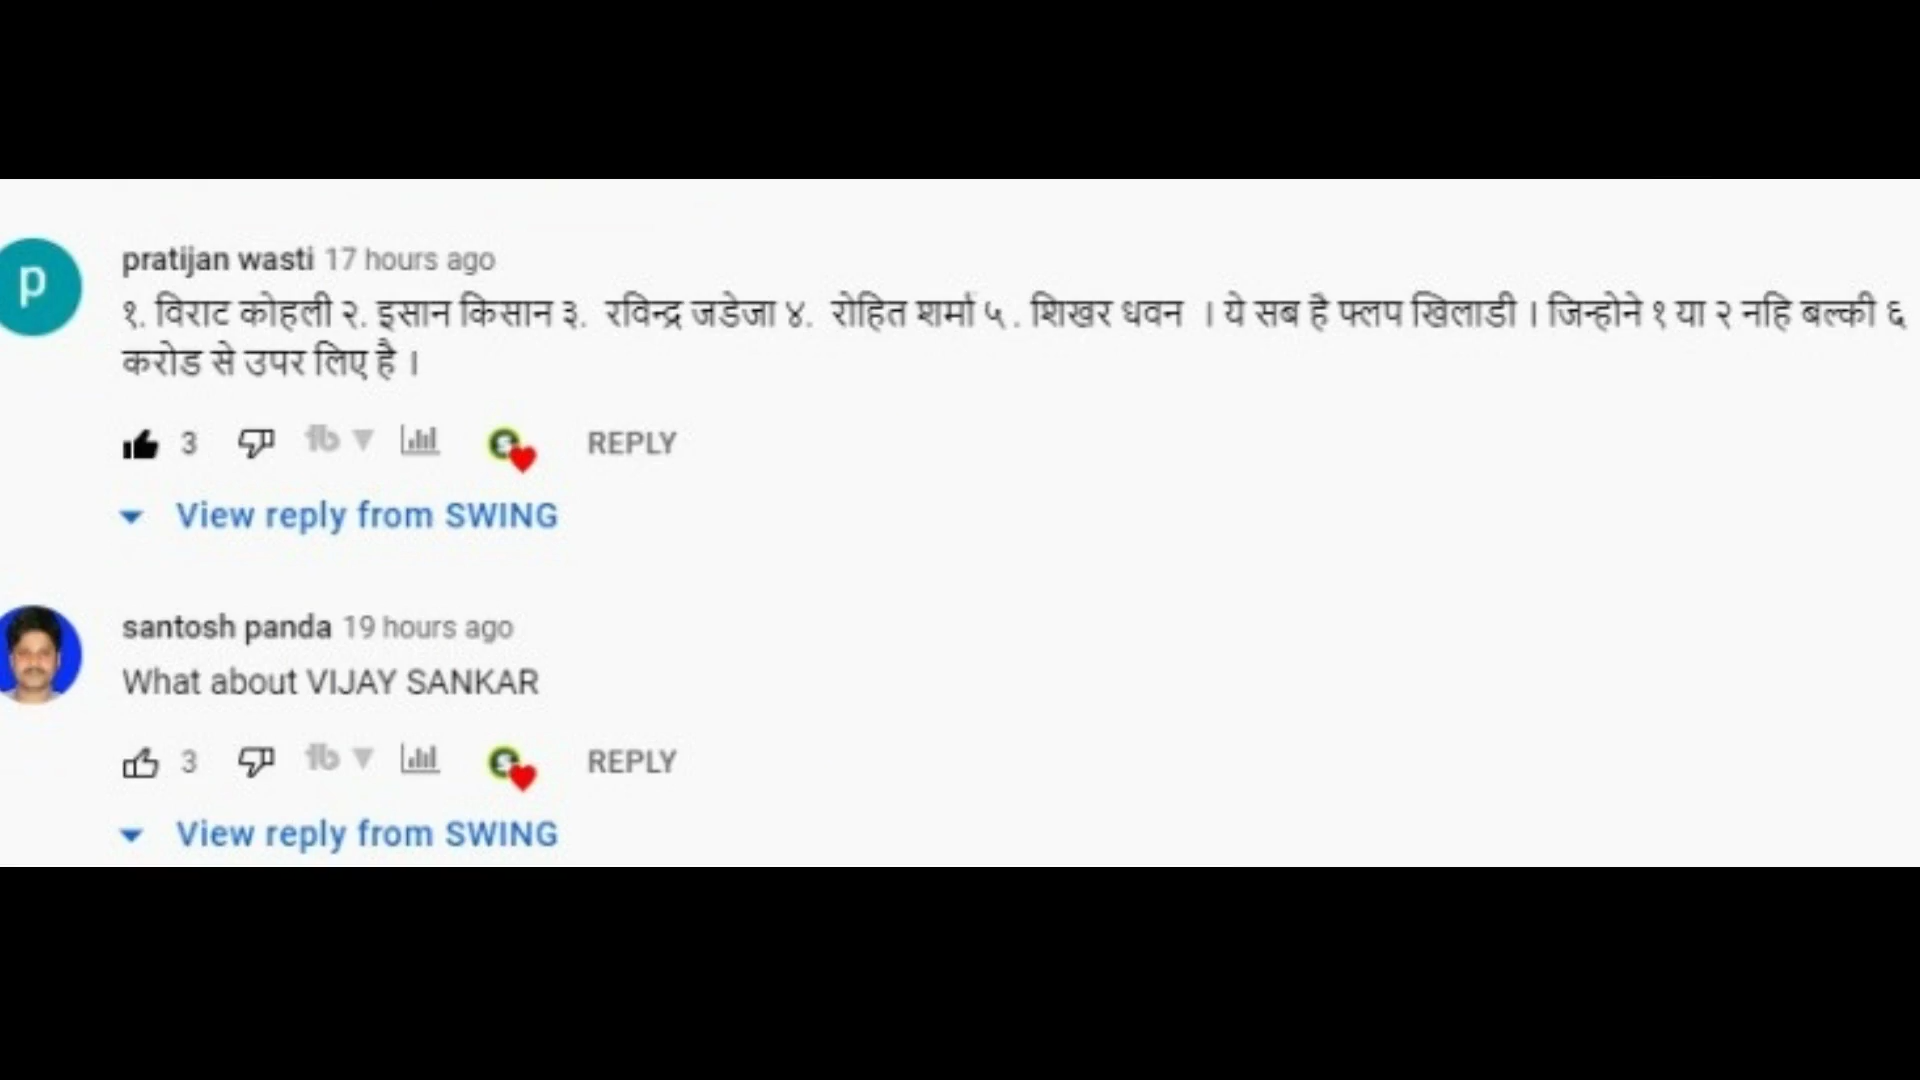 p
pratijan wasti 17 hours ago
१. विराट कोहली २. इसान किसान ३. रविन्द्र जडेजा ४. रोहित शर्मा ५ . शिखर धवन । ये सब है फ्लप खिलाडी । जिन्होने १ या २ नहि बल्की ६
करोड से उपर लिए है ।
3 REPLY
View reply from SWING
santosh panda 19 hours ago
What about VIJAY SANKAR
3 REPLY
View reply from SWING